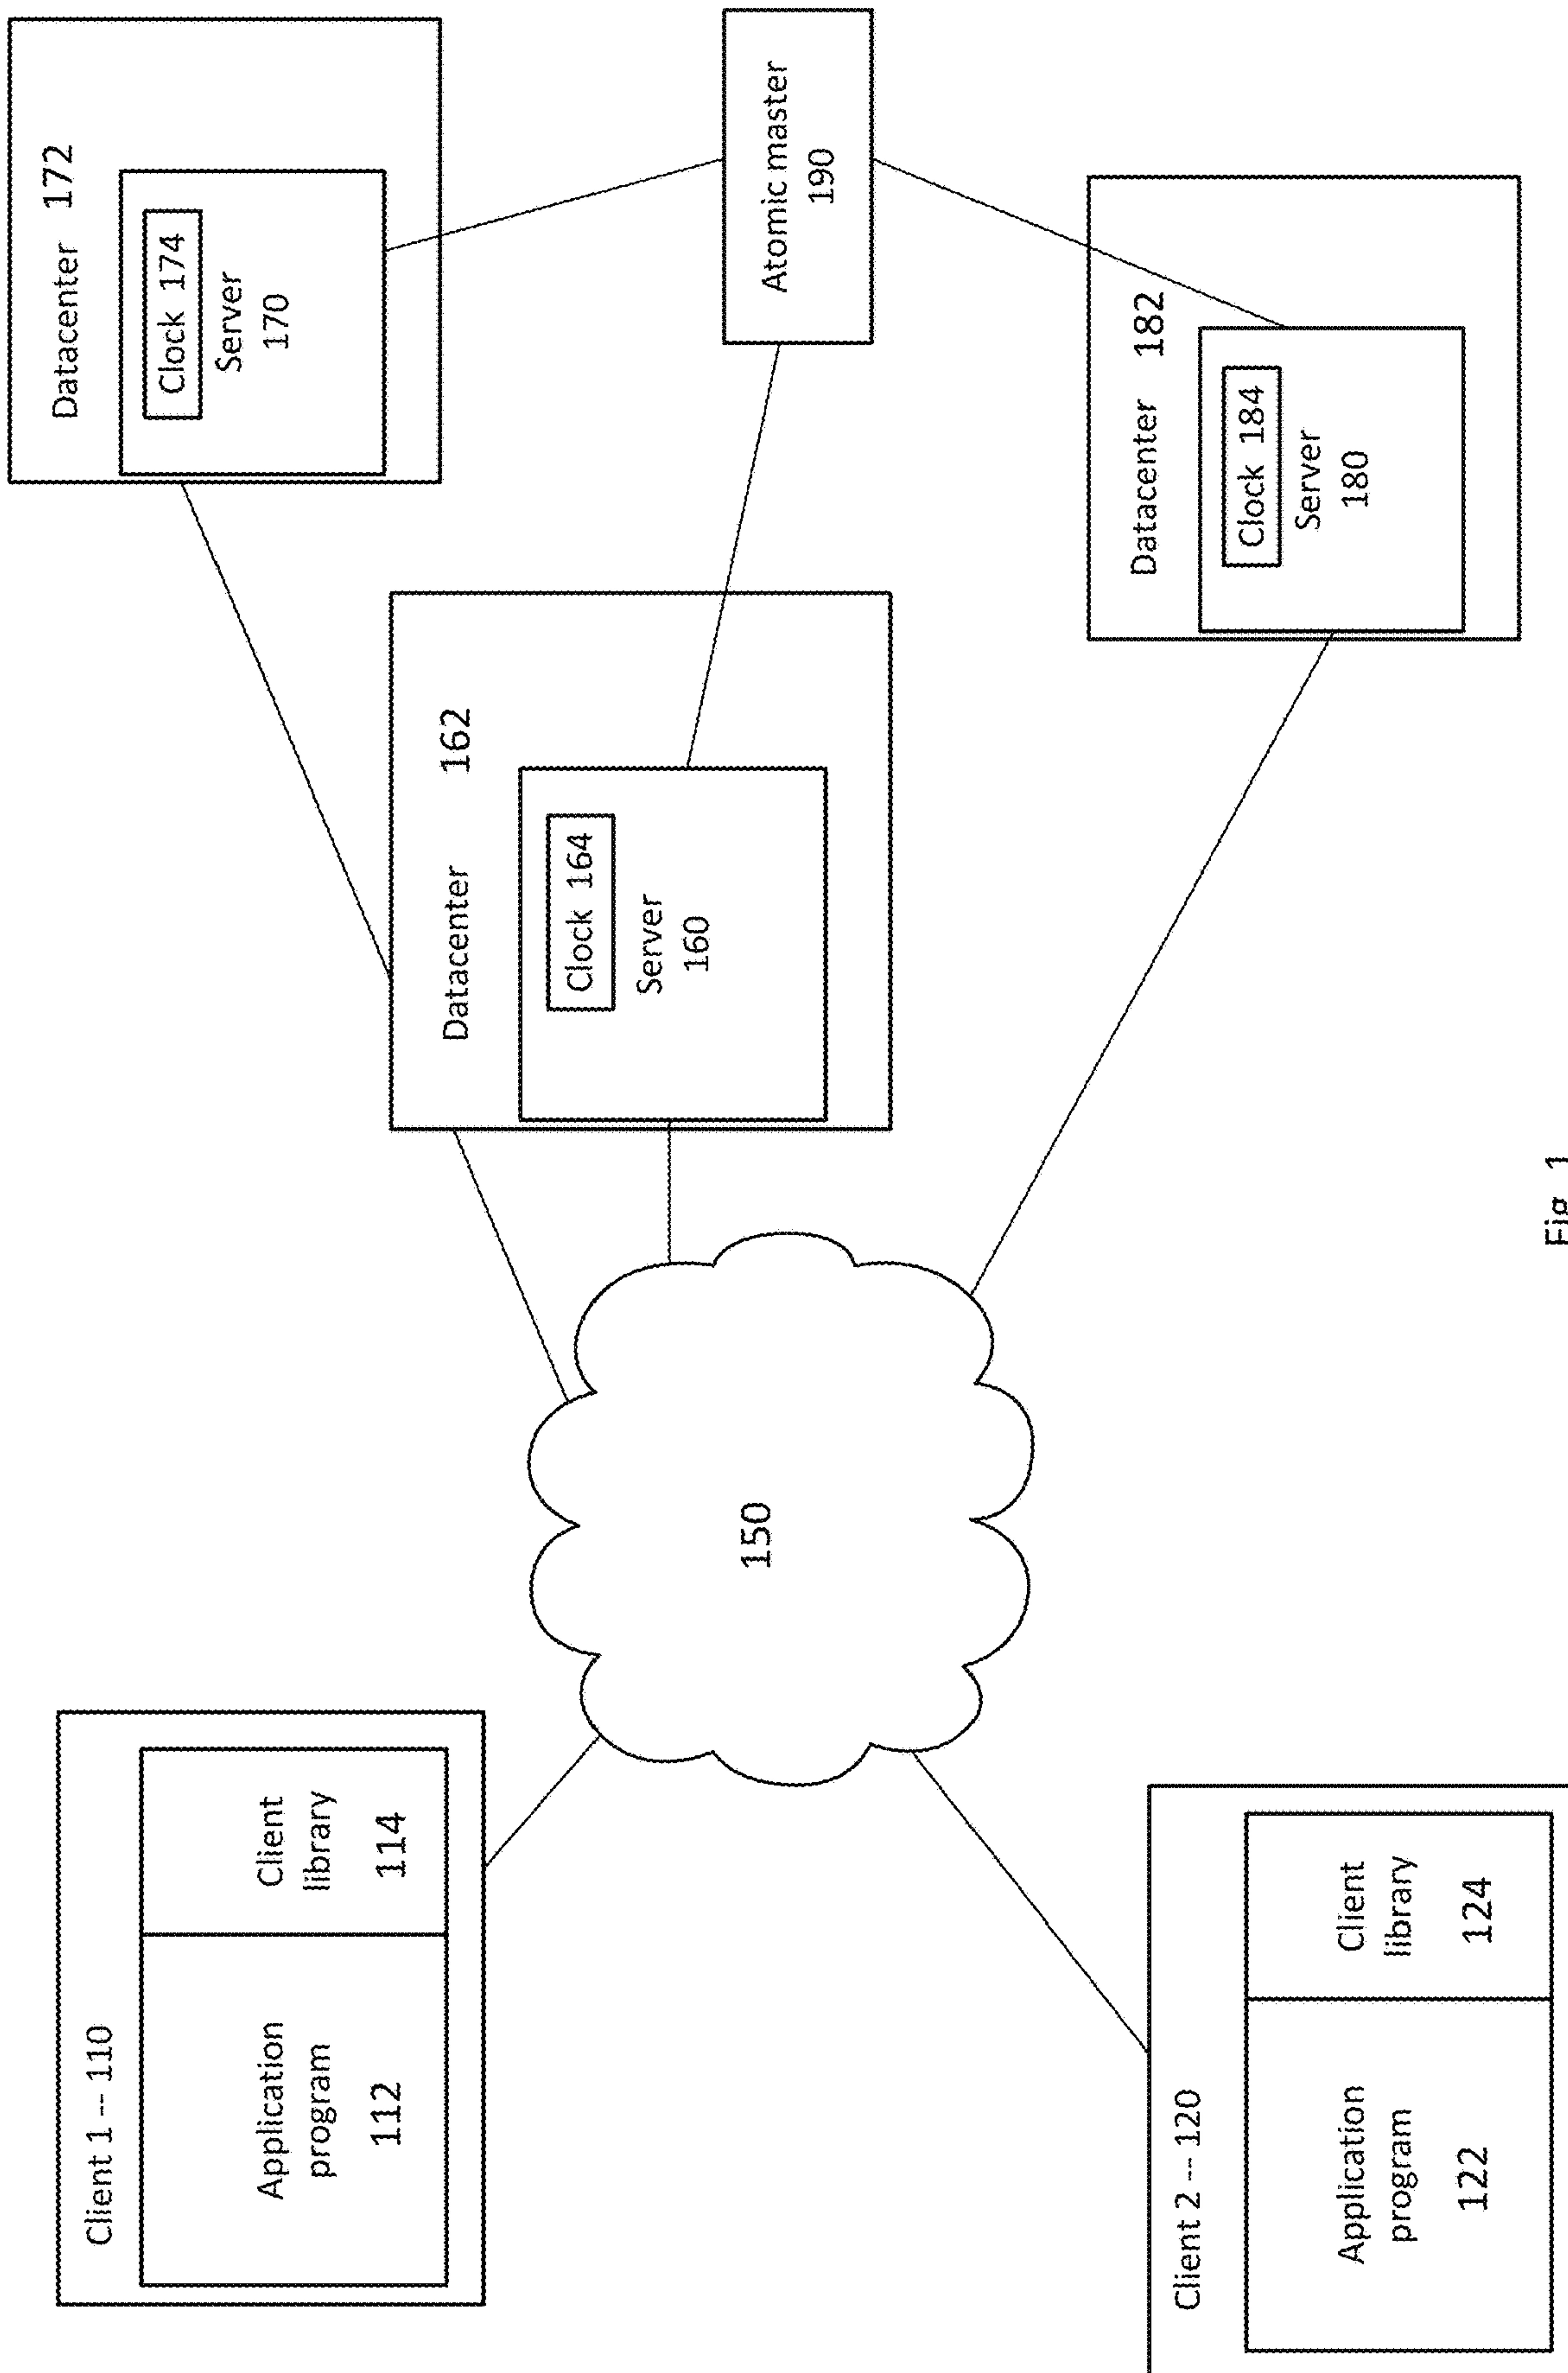 Client 1 -- 110
Application
program
112
Client
library
114
Client 2 -- 120
Application
program
122
Client
library
124
150
Datacenter 162
Clock 164
Server
160
Datacenter 172
Clock 174
Server
170
Datacenter 182
Clock 184
Server
180
Atomic master
190
Fig. 1